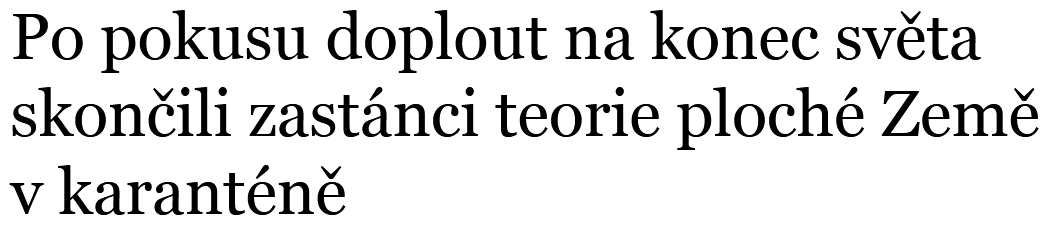 Po pokusu doplout na konec světa
skončili zastánci teorie ploché Země
v karanténě